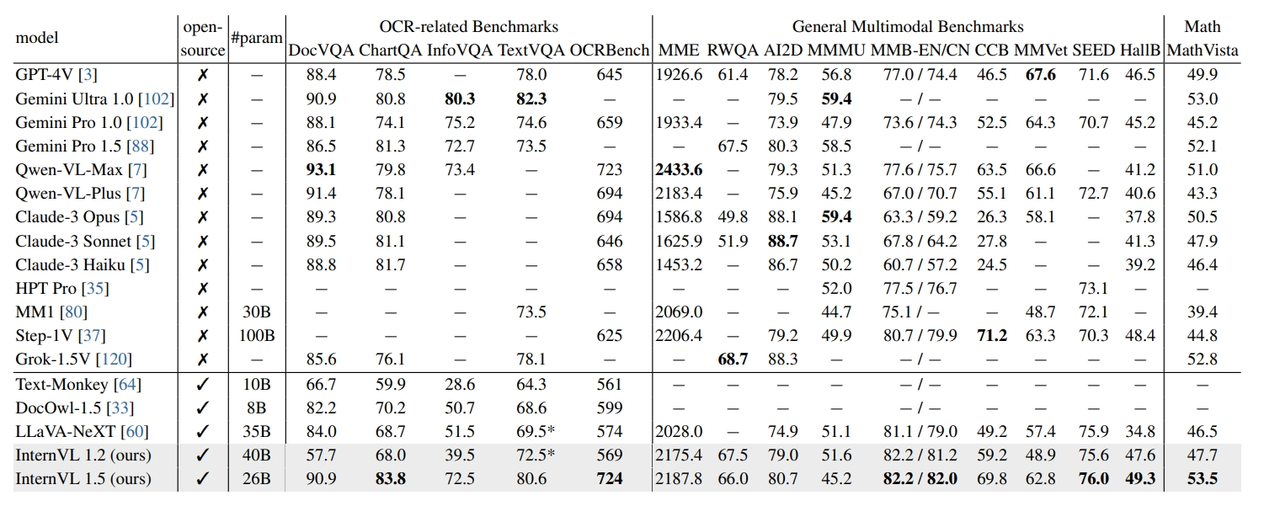 model open-source #param OCR-related Benchmarks General Multimodal Benchmarks Math
DocVQA ChartQA InfoVQA TextVQA OCRBench MME RWQA AI2D MMMU MMB-EN/CN CCB MMVet SEED HallB MathVista
GPT-4V [3] ✗ — 88.4 78.5 — 78.0 645 1926.6 61.4 78.2 56.8 77.0 / 74.4 46.5 67.6 71.6 46.5 49.9
Gemini Ultra 1.0 [102] ✗ — 90.9 80.8 80.3 82.3 — — — 79.5 59.4 — / — — — — — 53.0
Gemini Pro 1.0 [102] ✗ — 88.1 74.1 75.2 74.6 659 1933.4 — 73.9 47.9 73.6 / 74.3 52.5 64.3 70.7 45.2 45.2
Gemini Pro 1.5 [88] ✗ — 86.5 81.3 72.7 73.5 — — 67.5 80.3 58.5 — / — — — — — 52.1
Qwen-VL-Max [7] ✗ — 93.1 79.8 73.4 — 723 2433.6 — 79.3 51.3 77.6 / 75.7 63.5 66.6 — 41.2 51.0
Qwen-VL-Plus [7] ✗ — 91.4 78.1 — — 694 2183.4 — 75.9 45.2 67.0 / 70.7 55.1 61.1 72.7 40.6 43.3
Claude-3 Opus [5] ✗ — 89.3 80.8 — — 694 1586.8 49.8 88.1 59.4 63.3 / 59.2 26.3 58.1 — 37.8 50.5
Claude-3 Sonnet [5] ✗ — 89.5 81.1 — — 646 1625.9 51.9 88.7 53.1 67.8 / 64.2 27.8 — — 41.3 47.9
Claude-3 Haiku [5] ✗ — 88.8 81.7 — — 658 1453.2 — 86.7 50.2 60.7 / 57.2 24.5 — — 39.2 46.4
HPT Pro [35] ✗ — — — — — — — — — 52.0 77.5 / 76.7 — — 73.1 — —
MM1 [80] ✗ 30B — — — 73.5 — 2069.0 — — 44.7 75.1 / — — 48.7 72.1 — 39.4
Step-1V [37] ✗ 100B — — — — 625 2206.4 — 79.2 49.9 80.7 / 79.9 71.2 63.3 70.3 48.4 44.8
Grok-1.5V [120] ✗ — 85.6 76.1 — 78.1 — — 68.7 88.3 — — / — — — — — 52.8
Text-Monkey [64] ✓ 10B 66.7 59.9 28.6 64.3 561 — — — — — / — — — — — —
DocOwl-1.5 [33] ✓ 8B 82.2 70.2 50.7 68.6 599 — — — — — / — — — — — —
LLaVA-NeXT [60] ✓ 35B 84.0 68.7 51.5 69.5* 574 2028.0 — 74.9 51.1 81.1 / 79.0 49.2 57.4 75.9 34.8 46.5
InternVL 1.2 (ours) ✓ 40B 57.7 68.0 39.5 72.5* 569 2175.4 67.5 79.0 51.6 82.2 / 81.2 59.2 48.9 75.6 47.6 47.7
InternVL 1.5 (ours) ✓ 26B 90.9 83.8 72.5 80.6 724 2187.8 66.0 80.7 45.2 82.2 / 82.0 69.8 62.8 76.0 49.3 53.5